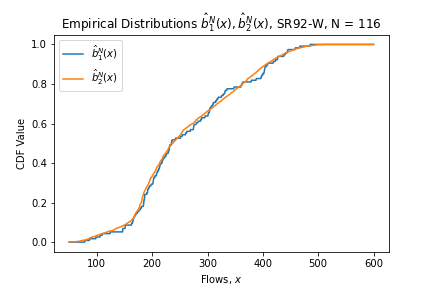 Empirical Distributions $\hat{b}_1^N(x), \hat{b}_2^N(x)$, SR92-W, N = 116
$\hat{b}_1^N(x)$
$\hat{b}_2^N(x)$
CDF Value
1.0
0.8
0.6
0.4
0.2
0.0
100 200 300 400 500 600
Flows, x